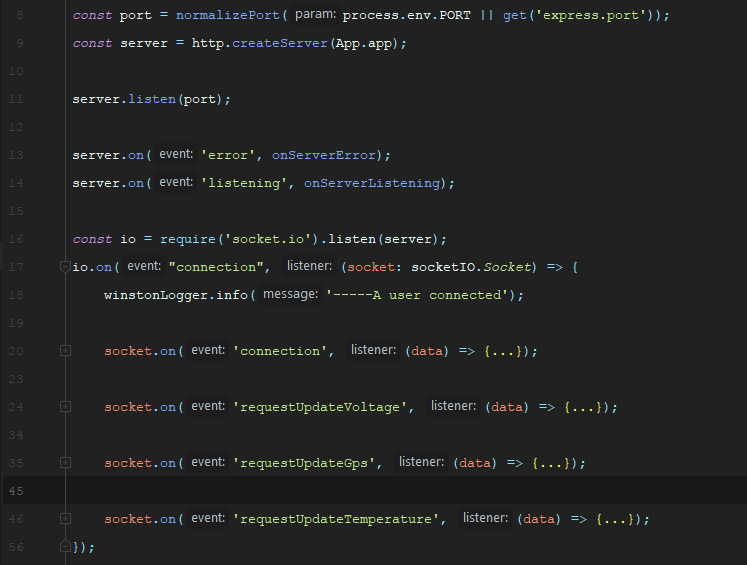 8 const port = normalizePort( param: process.env.PORT || get('express.port'));
9 const server = http.createServer(App.app);
10
11 server.listen(port);
12
13 server.on( event: 'error', onServerError);
14 server.on( event: 'listening', onServerListening);
15
16 const io = require('socket.io').listen(server);
17 io.on( event: "connection", listener: (socket: socketIO.Socket) => {
18 winstonLogger.info( message: '-----A user connected');
19
20 socket.on( event: 'connection', listener: (data) => {...});
23
24 socket.on( event: 'requestUpdateVoltage', listener: (data) => {...});
34
35 socket.on( event: 'requestUpdateGps', listener: (data) => {...});
45
46 socket.on( event: 'requestUpdateTemperature', listener: (data) => {...});
56 });